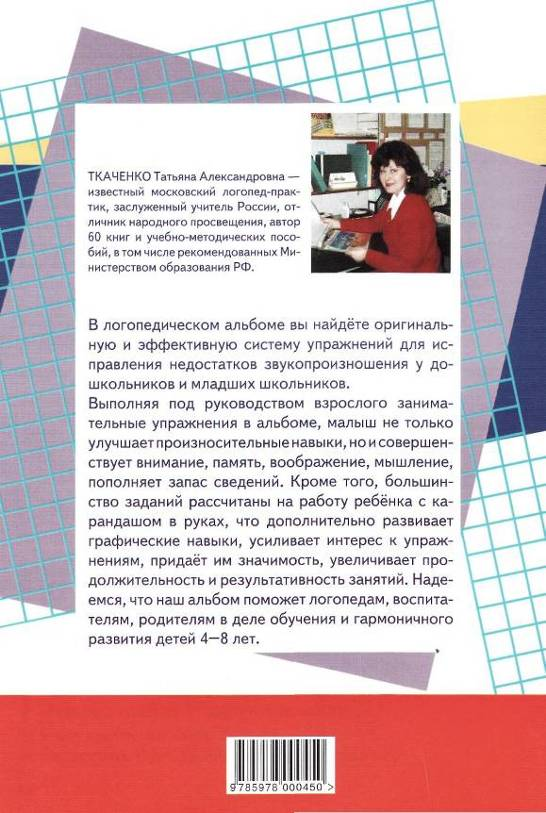 ТКАЧЕНКО Татьяна Александровна —
известный московский логопед-прак-
тик, заслуженный учитель России, от-
личник народного просвещения, автор
60 книг и учебно-методических посо-
бий, в том числе рекомендованных Ми-
нистерством образования РФ.
В логопедическом альбоме вы найдёте оригиналь-
ную и эффективную систему упражнений для ис-
правления недостатков звукопроизношения у до-
школьников и младших школьников.
Выполняя под руководством взрослого занима-
тельные упражнения в альбоме, малыш не только
улучшает произносительные навыки, но и совершен-
ствует внимание, память, воображение, мышление,
пополняет запас сведений. Кроме того, большин-
ство заданий рассчитаны на работу ребёнка с ка-
рандашом в руках, что дополнительно развивает
графические навыки, усиливает интерес к упраж-
нениям, придаёт им значимость, увеличивает про-
должительность и результативность занятий. Наде-
емся, что наш альбом поможет логопедам, воспита-
телям, родителям в деле обучения и гармоничного
развития детей 4—8 лет.
9785978 000450 >